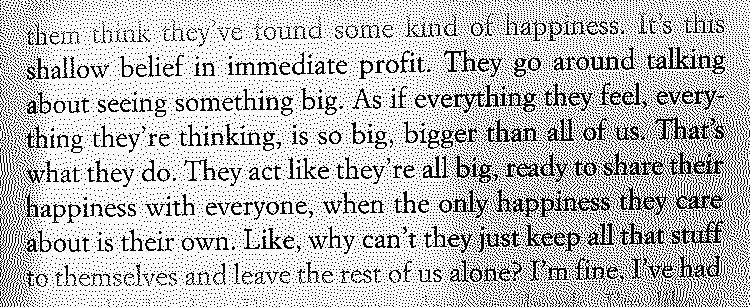 them think they've found some kind of happiness. It's this
shallow belief in immediate profit. They go around talking
about seeing something big. As if everything they feel, every-
thing they're thinking, is so big, bigger than all of us. That's
what they do. They act like they're all big, ready to share their
happiness with everyone, when the only happiness they care
about is their own. Like, why can't they just keep all that stuff
to themselves and leave the rest of us alone? I'm fine. I've had